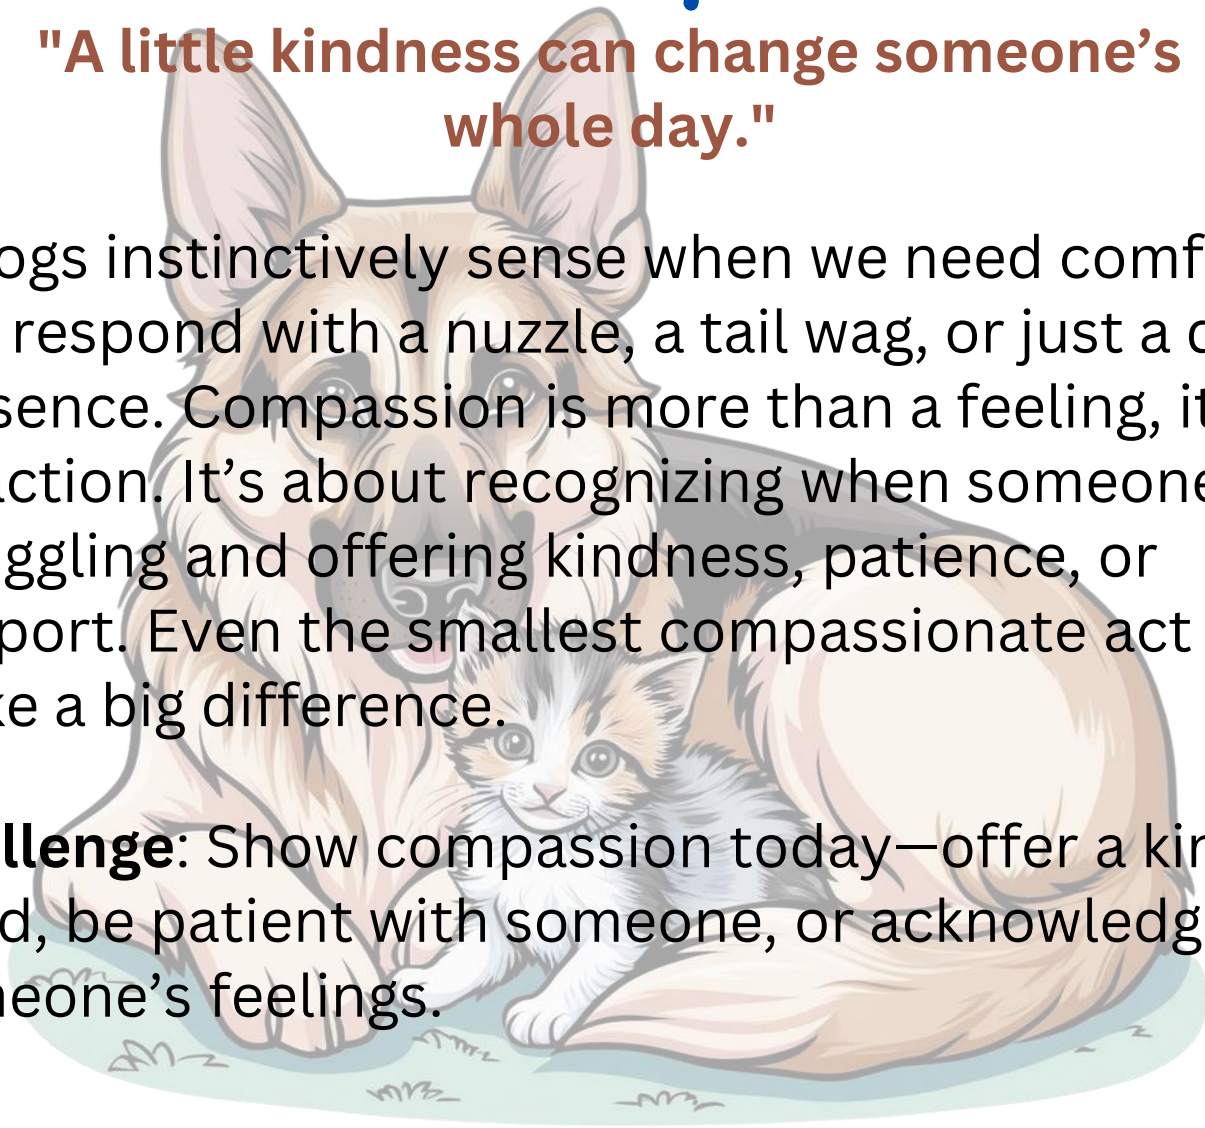 "A little kindness can change someone’s
whole day."
ogs instinctively sense when we need comf
respond with a nuzzle, a tail wag, or just a
sence. Compassion is more than a feeling, it
action. It’s about recognizing when someone
ggling and offering kindness, patience, or
port. Even the smallest compassionate act
ke a big difference.
llenge: Show compassion today—offer a kin
d, be patient with someone, or acknowledg
meone’s feelings.